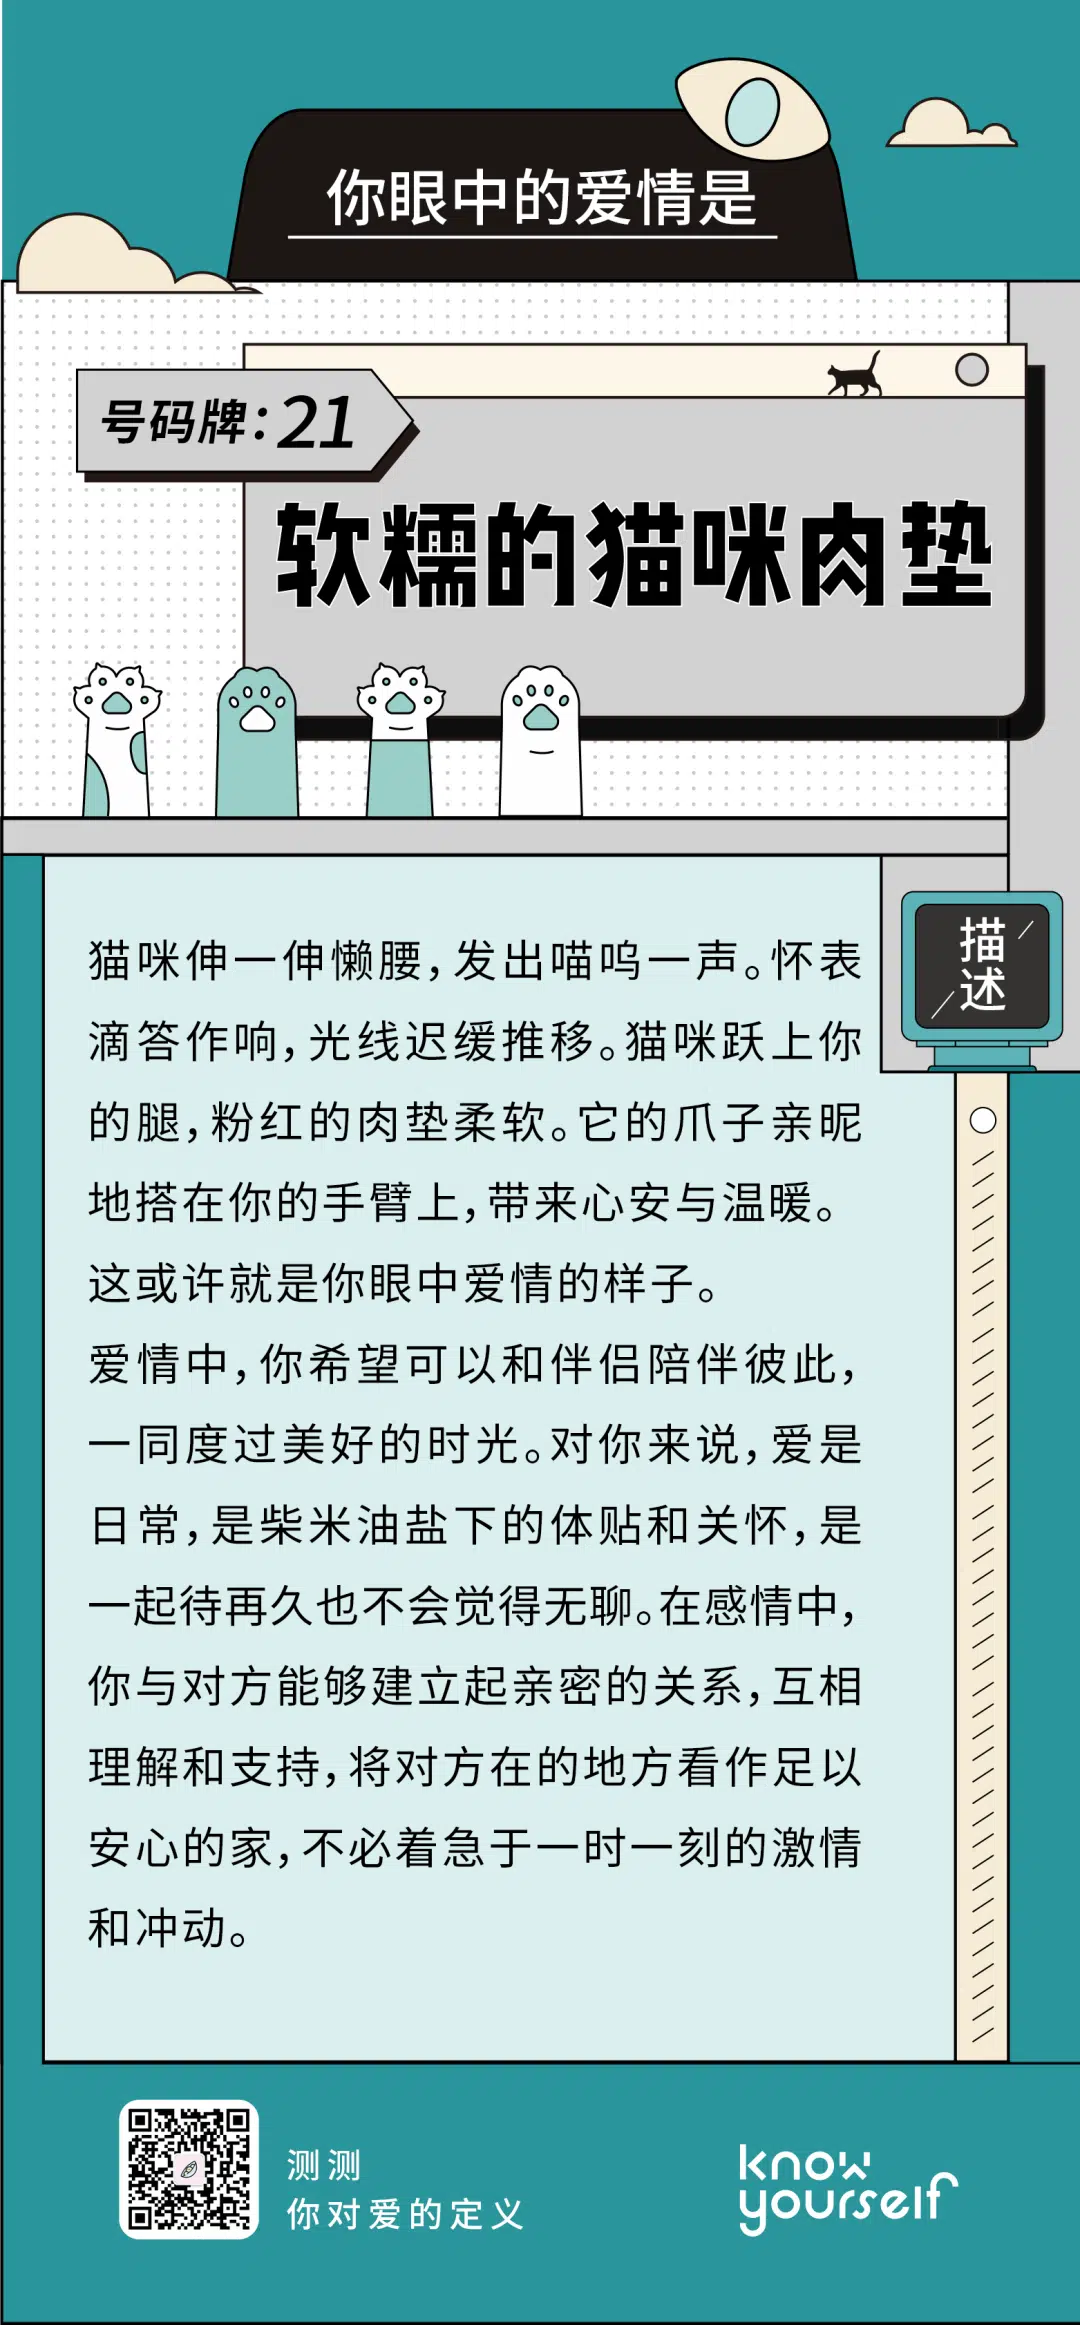 你眼中的爱情是
号码牌：21
软糯的猫咪肉垫
描述
猫咪伸一伸懒腰，发出喵呜一声。怀表
滴答作响，光线迟缓推移。猫咪跃上你
的腿，粉红的肉垫柔软。它的爪子亲昵
地搭在你的手臂上，带来心安与温暖。
这或许就是你眼中爱情的样子。
爱情中，你希望可以和伴侣陪伴彼此，
一同度过美好的时光。对你来说，爱是
日常，是柴米油盐下的体贴和关怀，是
一起待再久也不会觉得无聊。在感情中，
你与对方能够建立起亲密的关系，互相
理解和支持，将对方在的地方看作足以
安心的家，不必着急于一时一刻的激情
和冲动。
测测
你对爱的定义
know
yourself